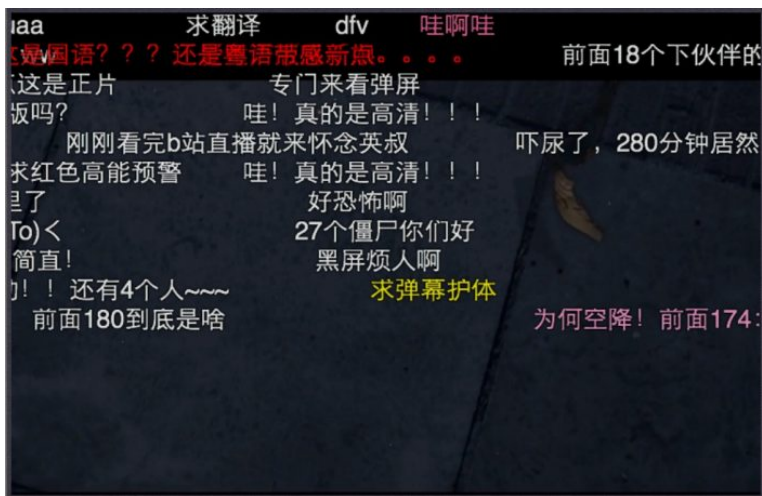 uaa 求翻译 dfv 哇啊哇
是国语？？？还是粤语带感新点。。。。 前面18个下伙伴的
这是正片 专门来看弹屏
版吗？ 哇！真的是高清！！！
刚刚看完b站直播就来怀念英叔 吓尿了，280分钟居然
求红色高能预警 哇！真的是高清！！！
里了 好恐怖啊
To)く 27个僵尸你们好
简直！ 黑屏烦人啊
！！还有4个人~~~ 求弹幕护体
前面180到底是啥 为何空降！前面174：